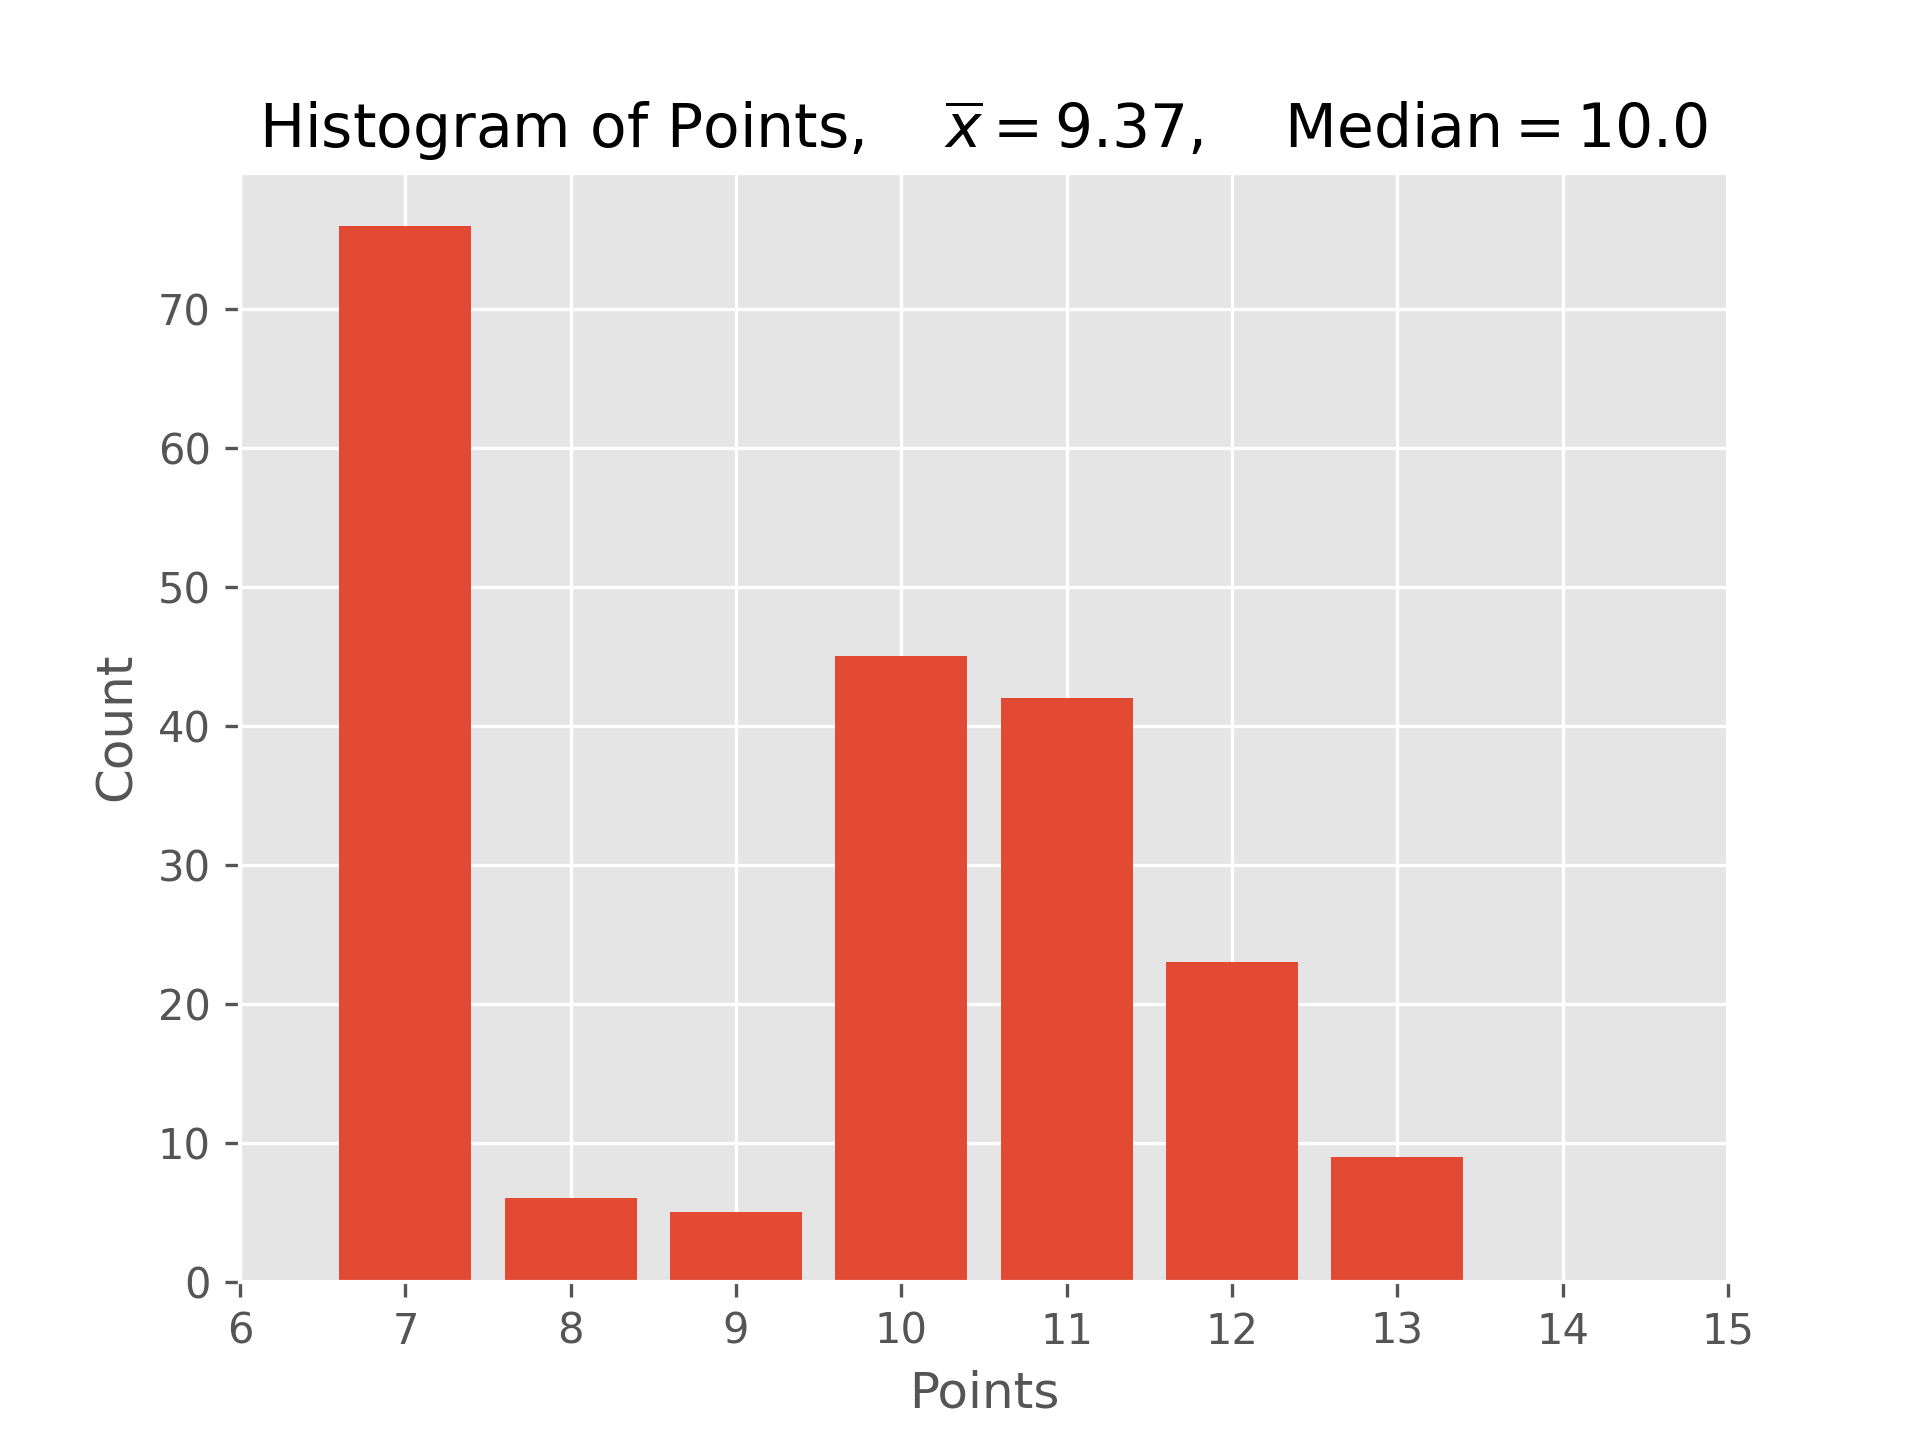 Histogram of Points, x̅ = 9.37, Median = 10.0
70
60
50
40
30
20
10
0
Count
6 7 8 9 10 11 12 13 14 15
Points